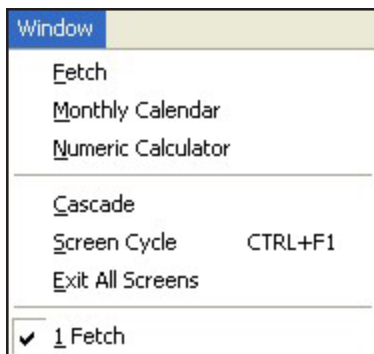 Window
Fetch
Monthly Calendar
Numeric Calculator
Cascade
Screen Cycle CTRL+F1
Exit All Screens
1 Fetch